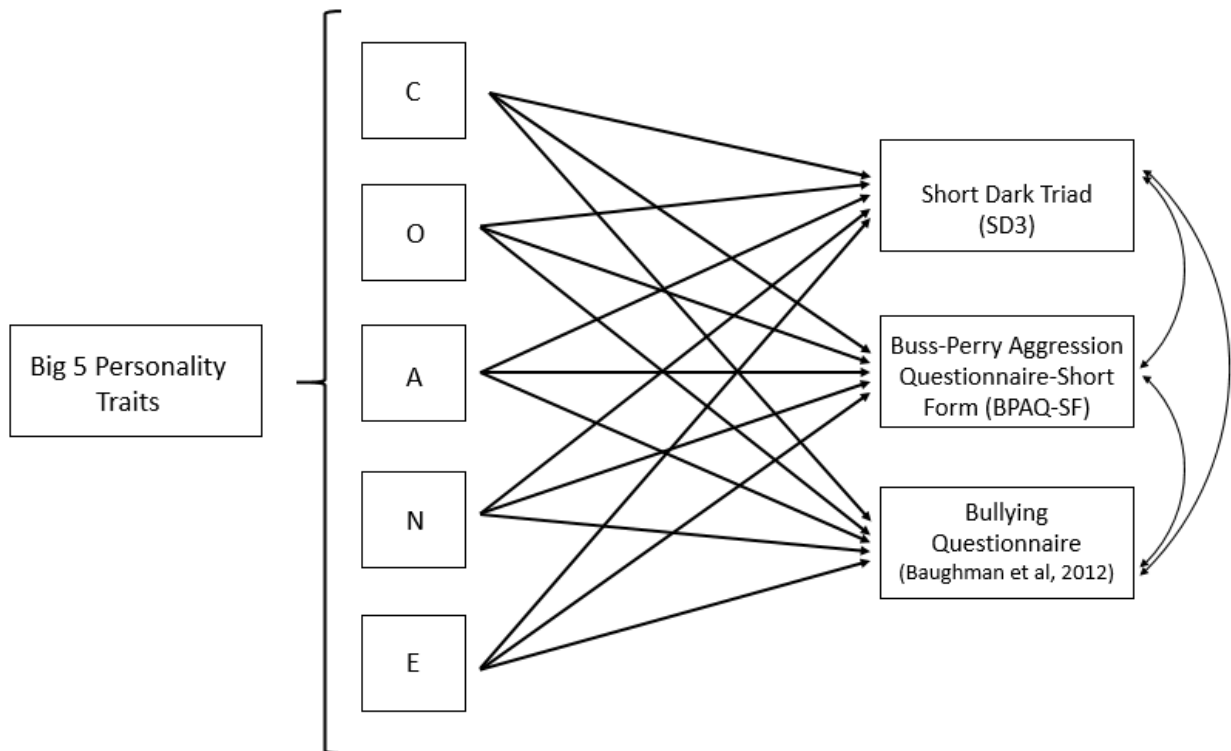 Big 5 Personality
Traits
C
O
A
N
E
Short Dark Triad
(SD3)
Buss-Perry Aggression
Questionnaire-Short
Form (BPAQ-SF)
Bullying
Questionnaire
(Baughman et al, 2012)